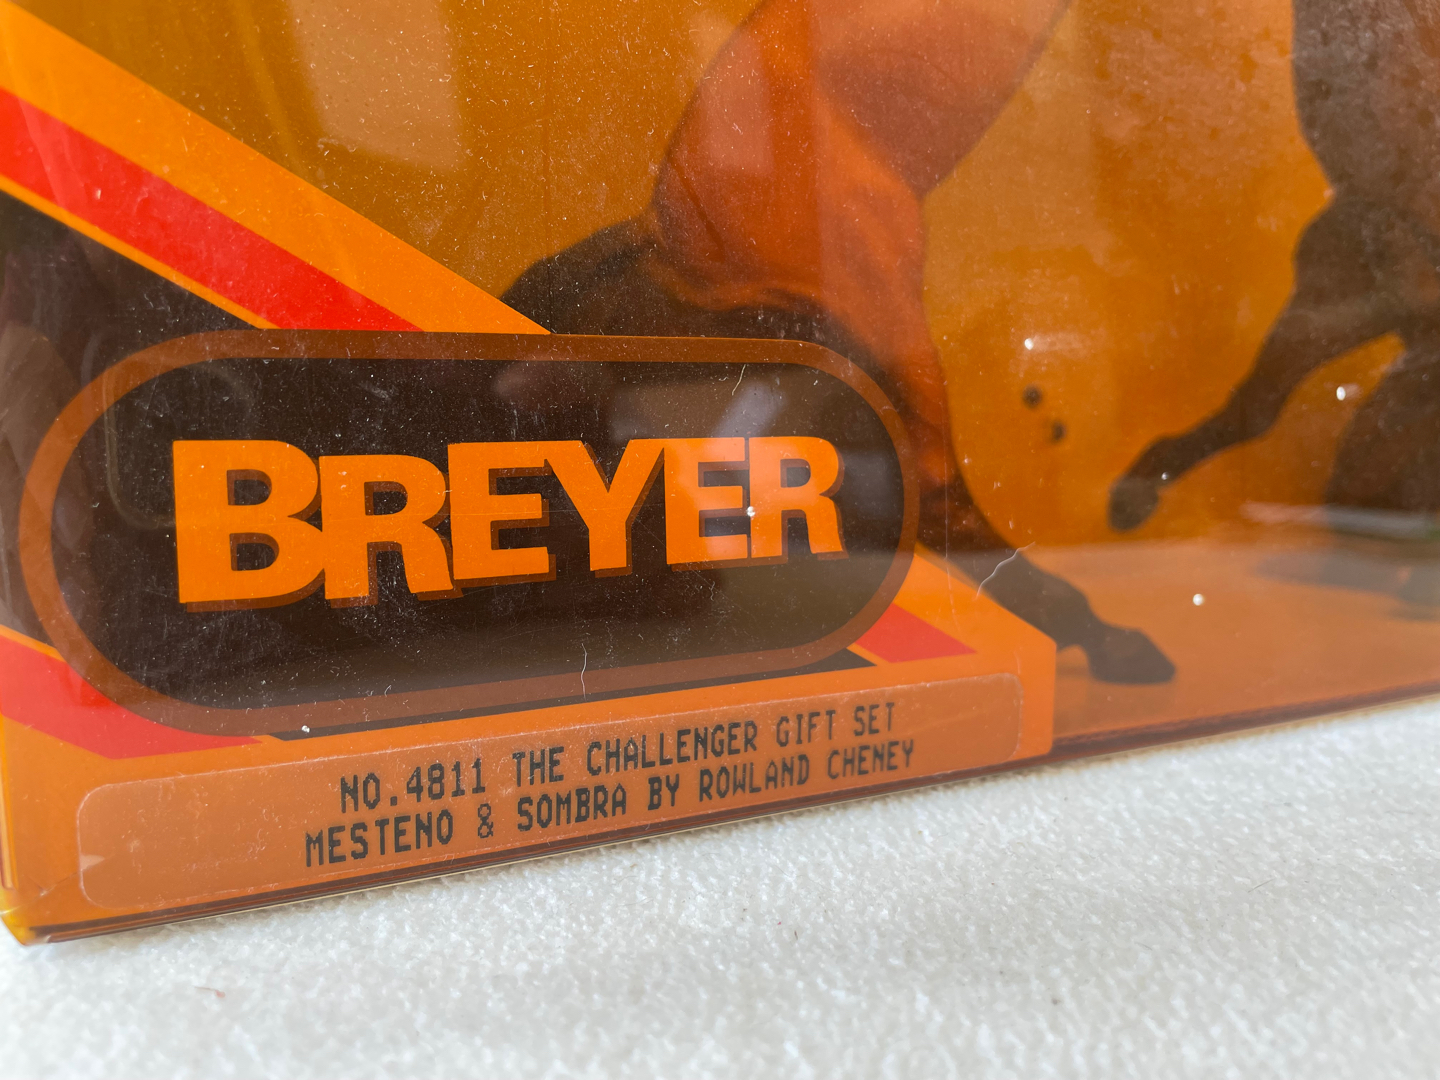 BREYER
NO.4811 THE CHALLENGER GIFT SET
MESTENO & SOMBRA BY ROWLAND CHENEY